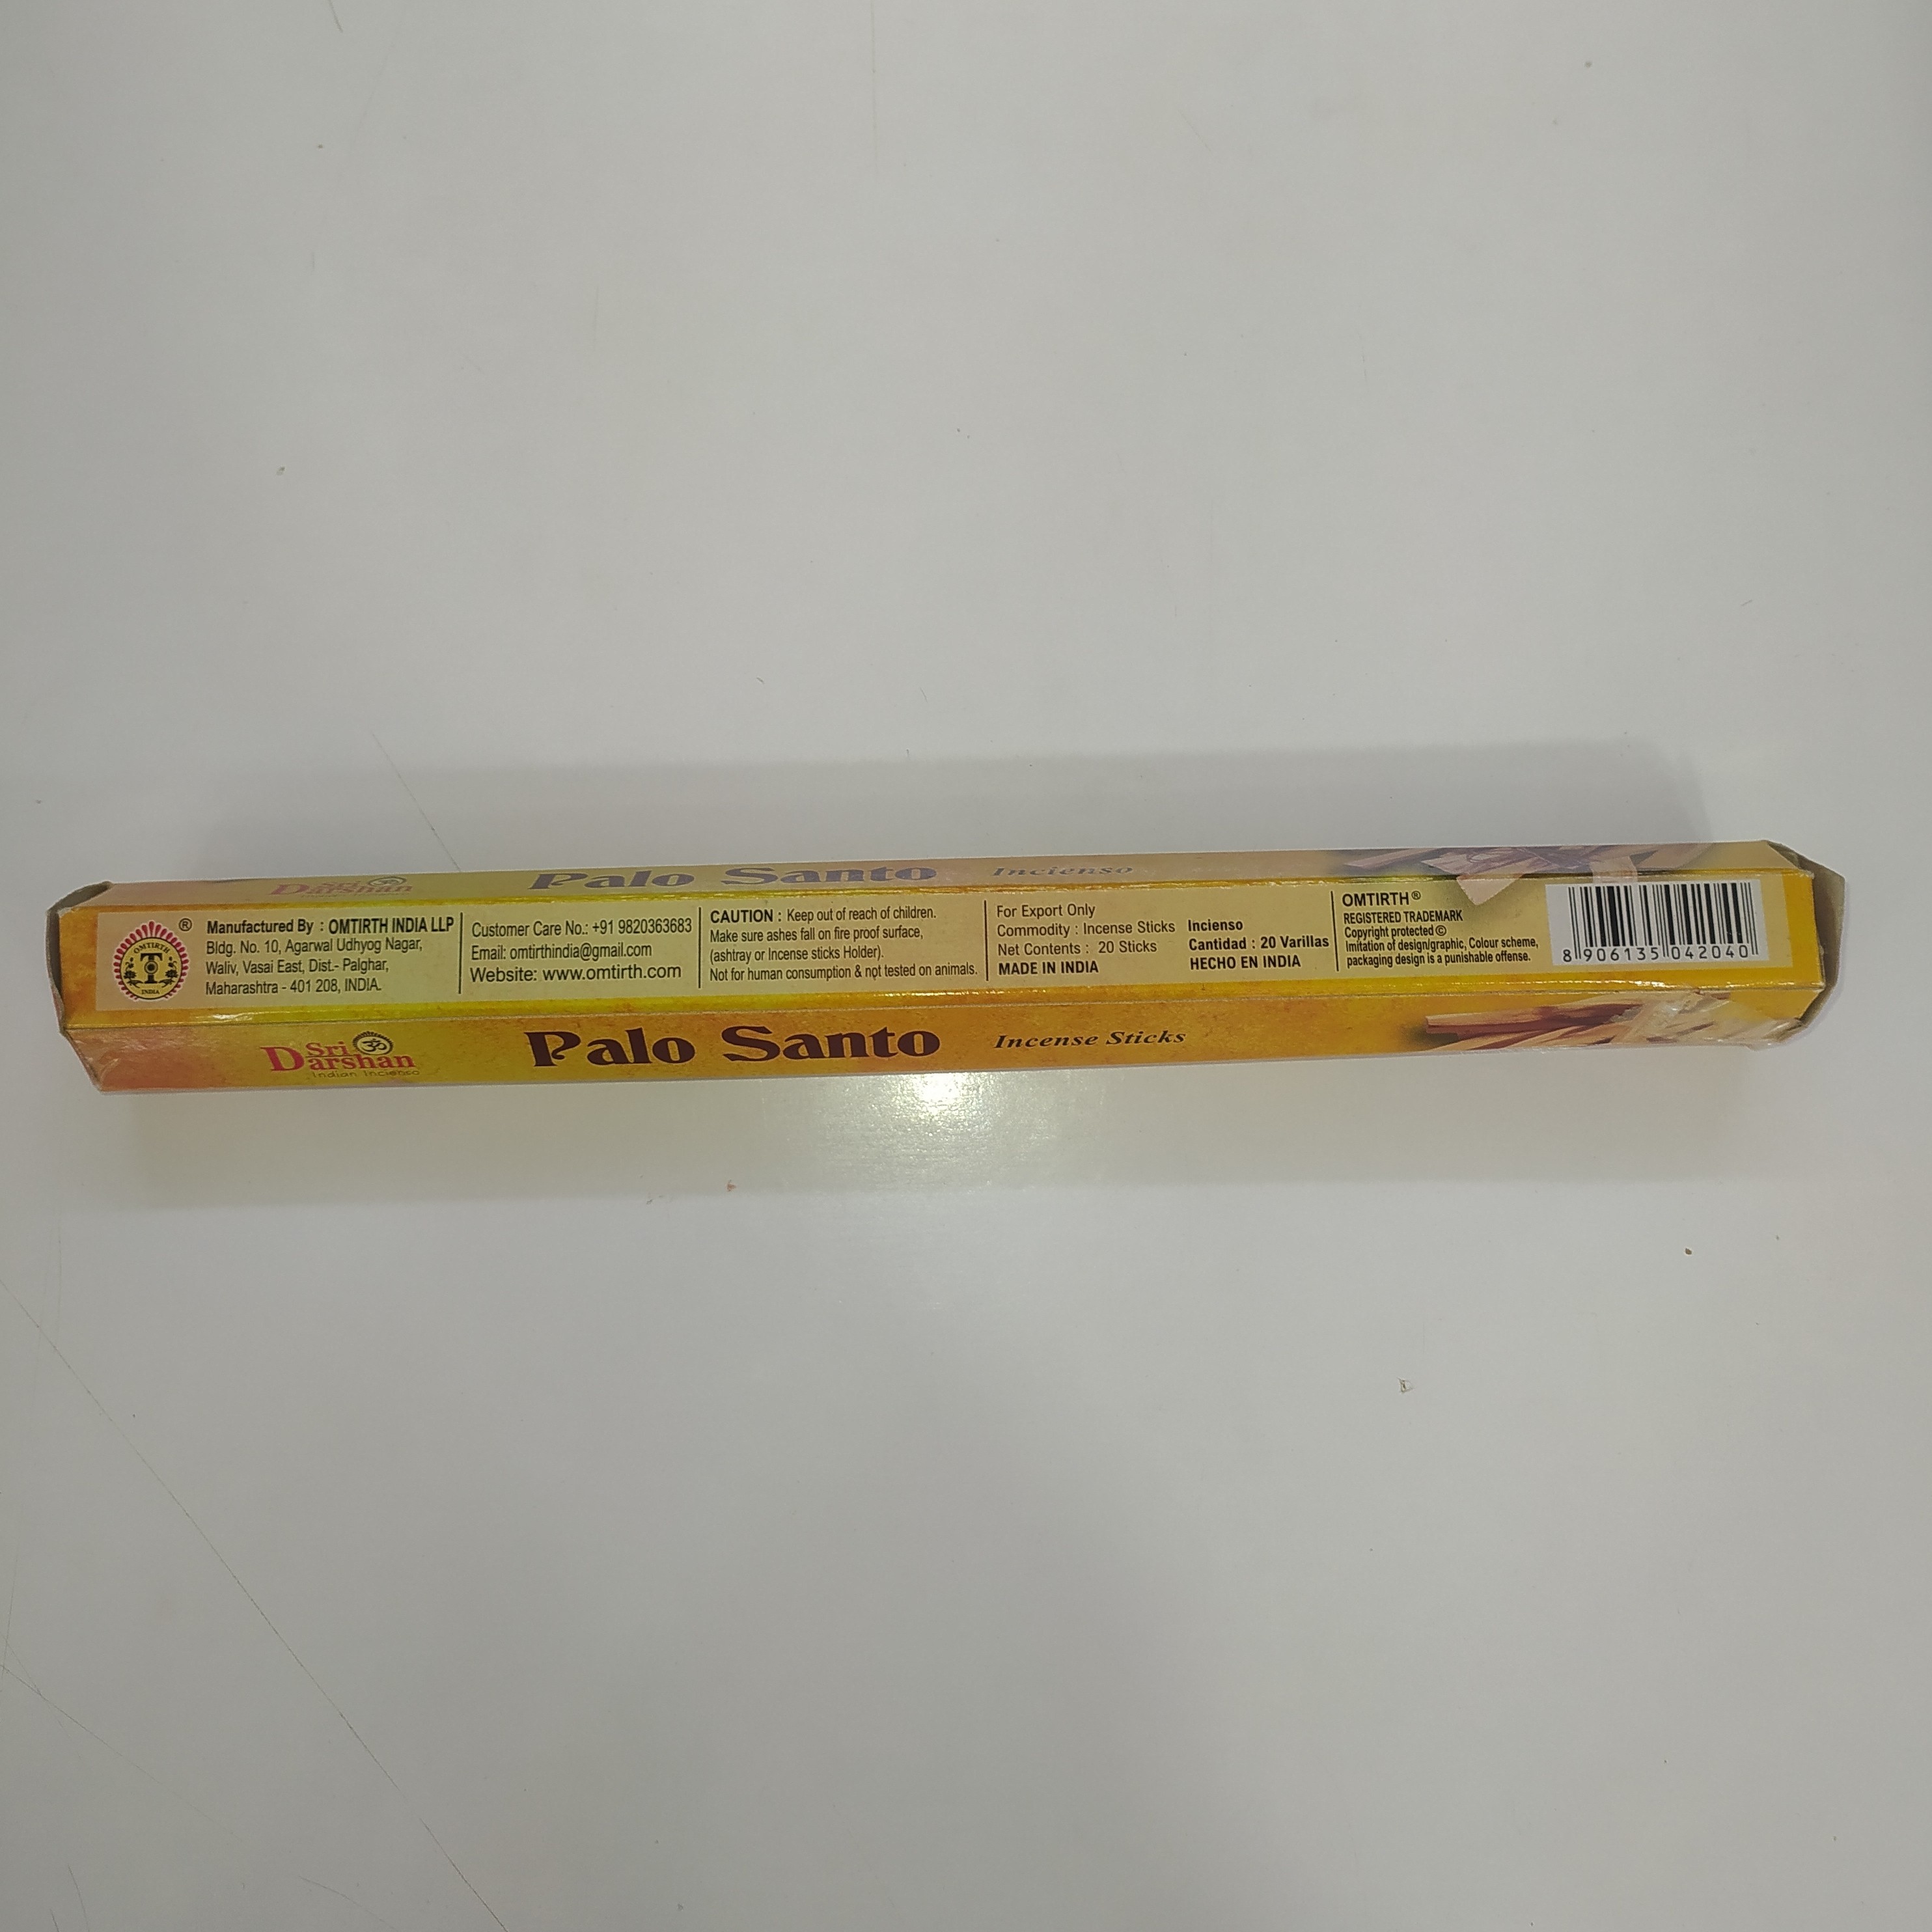 Sri
Darshan
Palo Santo
Incienso
OMTIRTH
T
INDIA
®
Manufactured By : OMTIRTH INDIA LLP
Bldg. No. 10, Agarwal Udhyog Nagar,
Waliv, Vasai East, Dist.- Palghar,
Maharashtra - 401 208, INDIA.
Customer Care No.: +91 9820363683
Email: omtirthindia@gmail.com
Website: www.omtirth.com
CAUTION : Keep out of reach of children.
Make sure ashes fall on fire proof surface,
(ashtray or Incense sticks Holder).
Not for human consumption & not tested on animals.
For Export Only
Commodity : Incense Sticks
Net Contents : 20 Sticks
MADE IN INDIA
Incienso
Cantidad : 20 Varillas
HECHO EN INDIA
OMTIRTH®
REGISTERED TRADEMARK
Copyright protected ©
Imitation of design/graphic, Colour scheme,
packaging design is a punishable offense.
8 906135 042040
Sri ॐ
Darshan
Indian Incienso
Palo Santo
Incense Sticks